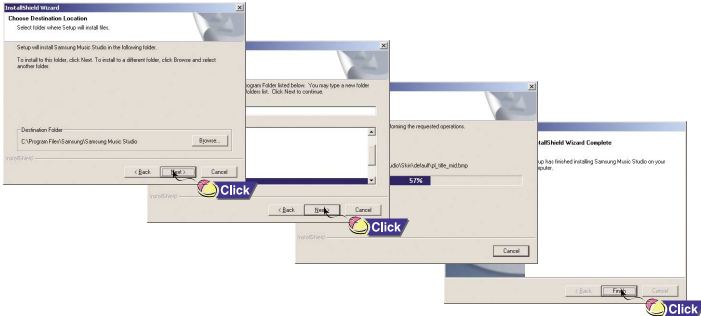 InstallShield Wizard
Choose Destination Location
Select folder where Setup will install files.
Setup will install Samsung Music Studio in the following folder.
To install to this folder, click Next. To install to a different folder, click Browse and select
another folder.
Destination Folder
C:\Program Files\Samsung\Samsung Music Studio
Browse...
InstallShield
< Back
Next >
Cancel
Click
Program Folder listed below. You may type a new folder
folders list. Click Next to continue.
InstallShield
< Back
Next >
Cancel
Click
forming the requested operations.
udio\Skin\default\pl_title_mid.bmp
57%
InstallShield
Cancel
tallShield Wizard Complete
up has finished installing Samsung Music Studio on your
mputer.
< Back
Finish
Cancel
Click